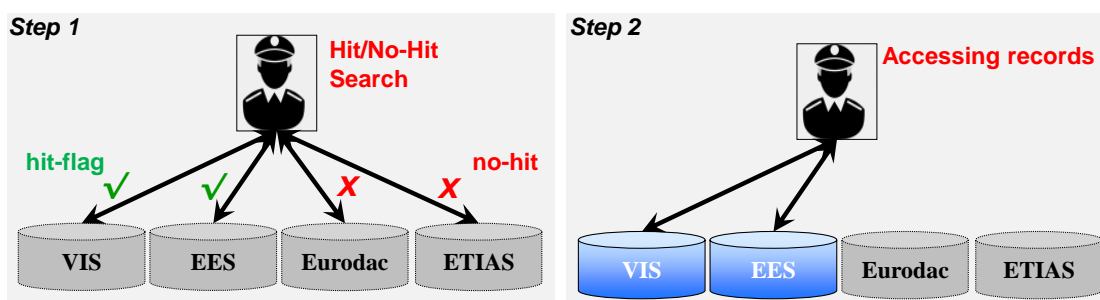 Step 1
Hit/No-Hit
Search
hit-flag
no-hit
√ √ X X
VIS EES Eurodac ETIAS
Step 2
Accessing records
VIS EES Eurodac ETIAS